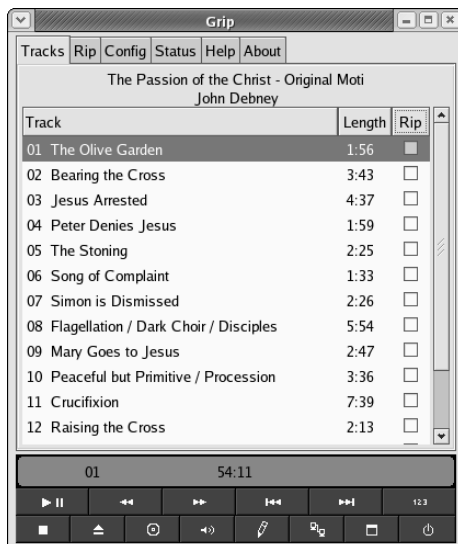 Grip
Tracks Rip Config Status Help About
The Passion of the Christ - Original Moti
John Debney
Track Length Rip
01 The Olive Garden 1:56
02 Bearing the Cross 3:43
03 Jesus Arrested 4:37
04 Peter Denies Jesus 1:59
05 The Stoning 2:25
06 Song of Complaint 1:33
07 Simon is Dismissed 2:26
08 Flagellation / Dark Choir / Disciples 5:54
09 Mary Goes to Jesus 2:47
10 Peaceful but Primitive / Procession 3:36
11 Crucifixion 7:39
12 Raising the Cross 2:13
01 54:11
123